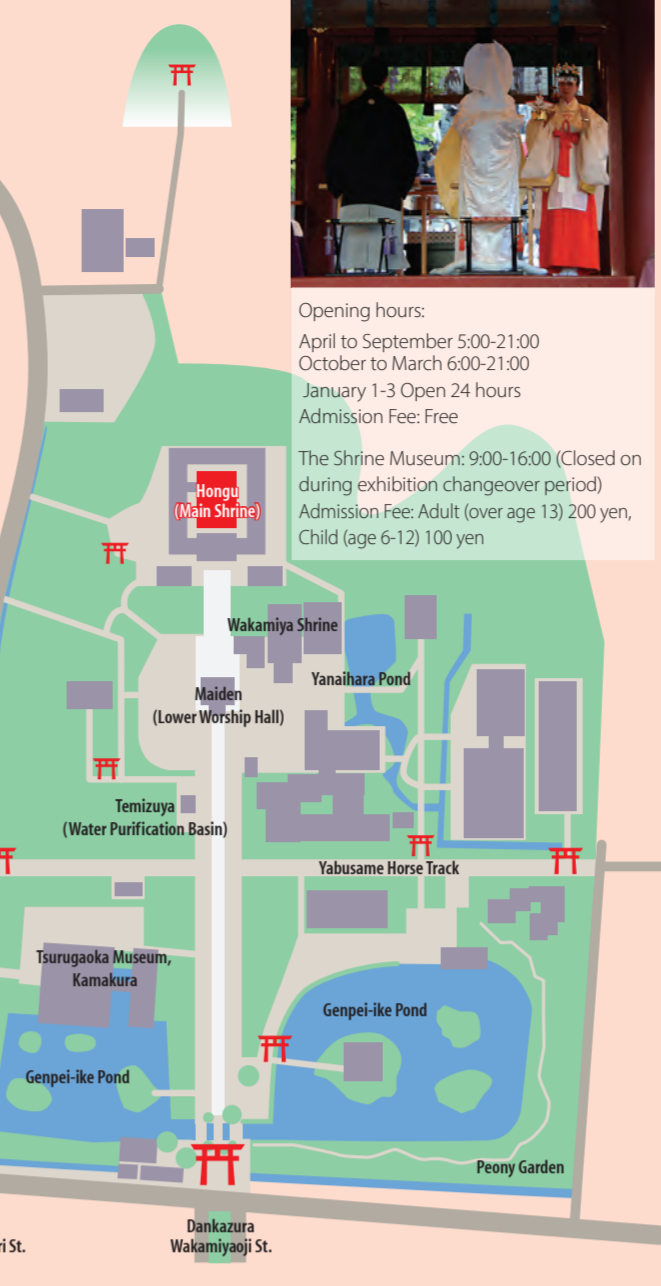 Opening hours:
April to September 5:00-21:00
October to March 6:00-21:00
January 1-3 Open 24 hours
Admission Fee: Free
The Shrine Museum: 9:00-16:00 (Closed on
during exhibition changeover period)
Admission Fee: Adult (over age 13) 200 yen,
Child (age 6-12) 100 yen
Hongu
(Main Shrine)
Wakamiya Shrine
Yanaihara Pond
Maiden
(Lower Worship Hall)
Temizuya
(Water Purification Basin)
Yabusame Horse Track
Tsurugaoka Museum,
Kamakura
Genpei-ike Pond
Genpei-ike Pond
Peony Garden
Dankazura
Wakamiyaoji St.
ri St.